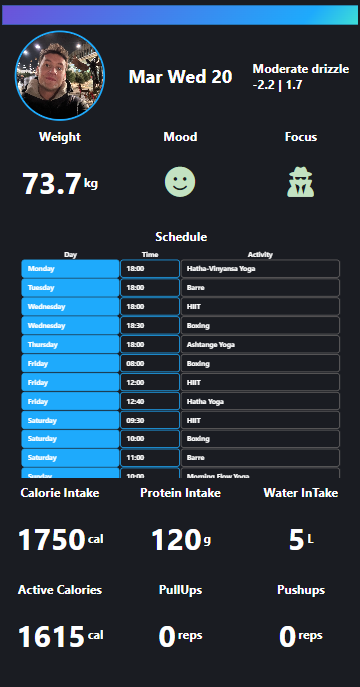 Mar Wed 20
Moderate drizzle
-2.2 | 1.7
Weight Mood Focus
73.7 kg
Schedule
Day Time Activity
Monday 18:00 Hatha-Vinyansa Yoga
Tuesday 18:00 Barre
Wednesday 18:00 HIIT
Wednesday 18:30 Boxing
Thursday 18:00 Ashtange Yoga
Friday 08:00 Boxing
Friday 12:00 HIIT
Friday 12:40 Hatha Yoga
Saturday 09:30 HIIT
Saturday 10:00 Boxing
Saturday 11:00 Barre
Sunday 10:00 Morning Flow Yoga
Calorie Intake Protein Intake Water InTake
1750 cal 120 g 5 L
Active Calories PullUps Pushups
1615 cal 0 reps 0 reps